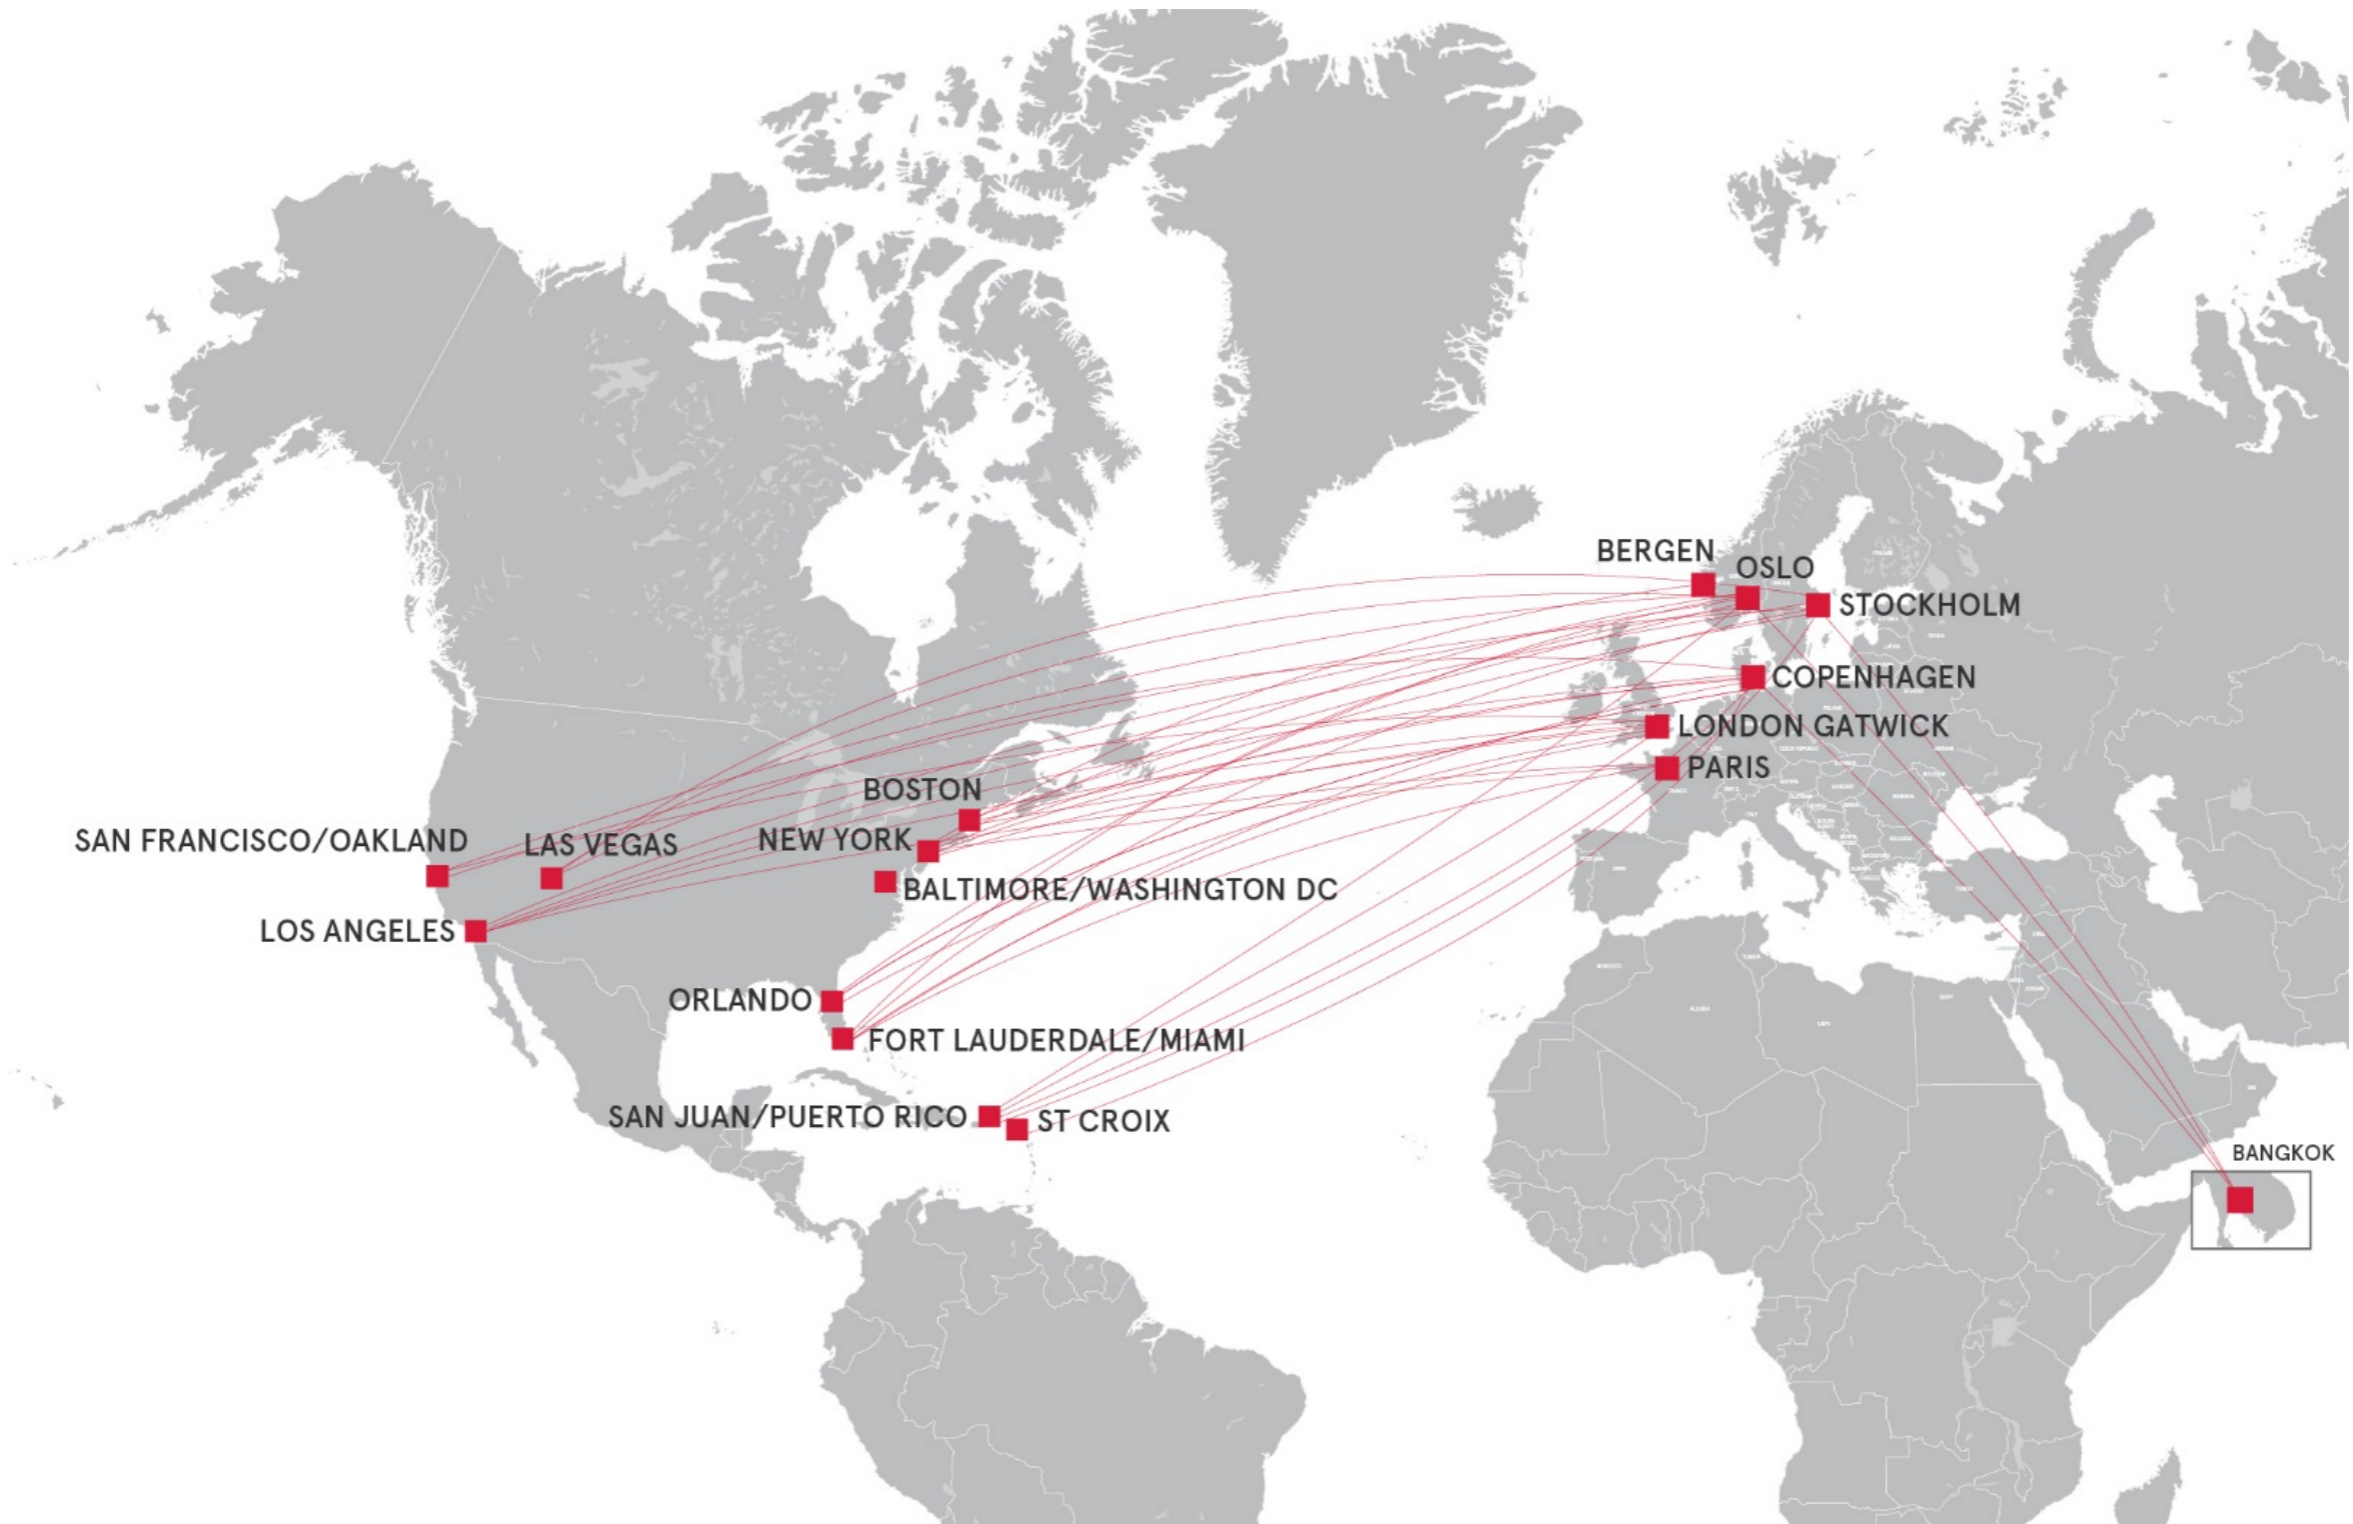 BERGEN
OSLO
STOCKHOLM
COPENHAGEN
LONDON GATWICK
PARIS
BOSTON
SAN FRANCISCO/OAKLAND
LAS VEGAS
NEW YORK
BALTIMORE/WASHINGTON DC
LOS ANGELES
ORLANDO
FORT LAUDERDALE/MIAMI
SAN JUAN/PUERTO RICO
ST CROIX
BANGKOK